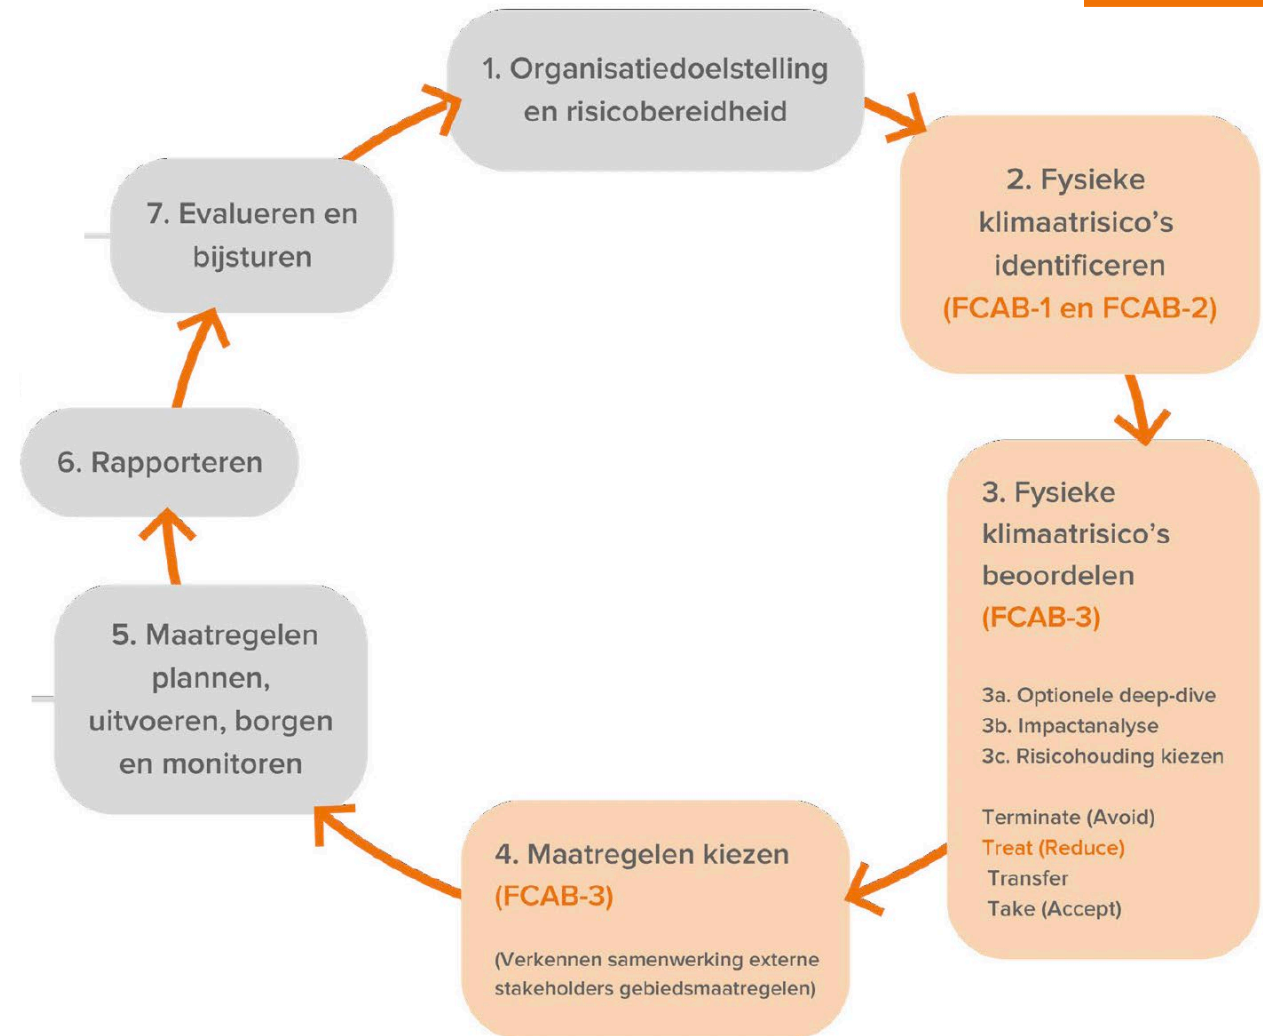 1. Organisatiedoelstelling
en risicobereidheid
2. Fysieke
klimaatrisico's
identificeren
(FCAB-1 en FCAB-2)
3. Fysieke
klimaatrisico's
beoordelen
(FCAB-3)
3a. Optionele deep-dive
3b. Impactanalyse
3c. Risicohouding kiezen
Terminate (Avoid)
Treat (Reduce)
Transfer
Take (Accept)
4. Maatregelen kiezen
(FCAB-3)
(Verkennen samenwerking externe
stakeholders gebiedsmaatregelen)
5. Maatregelen
plannen,
uitvoeren, borgen
en monitoren
6. Rapporteren
7. Evalueren en
bijsturen